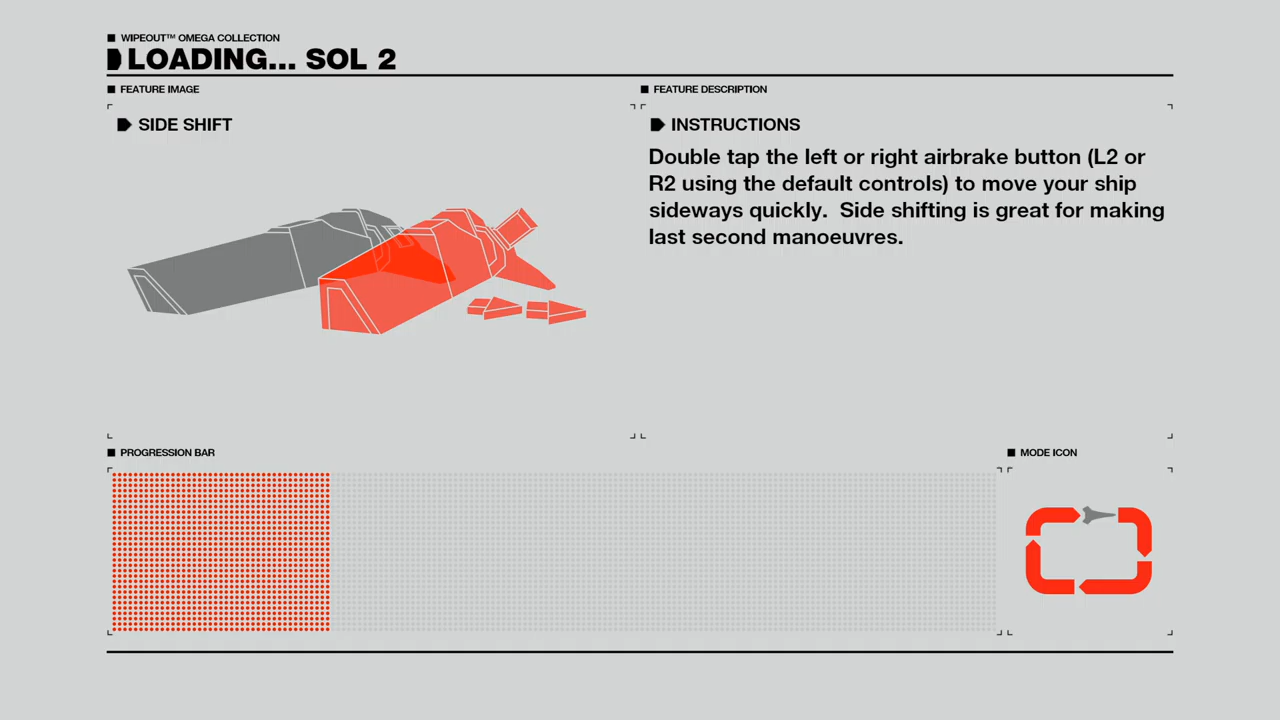 WIPEOUT™ OMEGA COLLECTION
LOADING... SOL 2
FEATURE IMAGE
SIDE SHIFT
FEATURE DESCRIPTION
INSTRUCTIONS
Double tap the left or right airbrake button (L2 or
R2 using the default controls) to move your ship
sideways quickly.  Side shifting is great for making
last second manoeuvres.
PROGRESSION BAR
MODE ICON